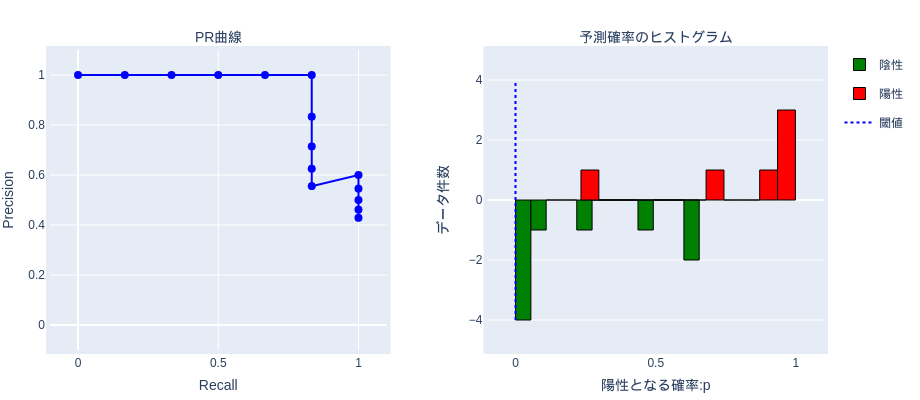 PR曲線
予測確率のヒストグラム
1
0.8
0.6
0.4
0.2
0
Precision
0
0.5
1
Recall
4
2
0
−2
−4
データ件数
0
0.5
1
陽性となる確率:p
陰性
陽性
閾値